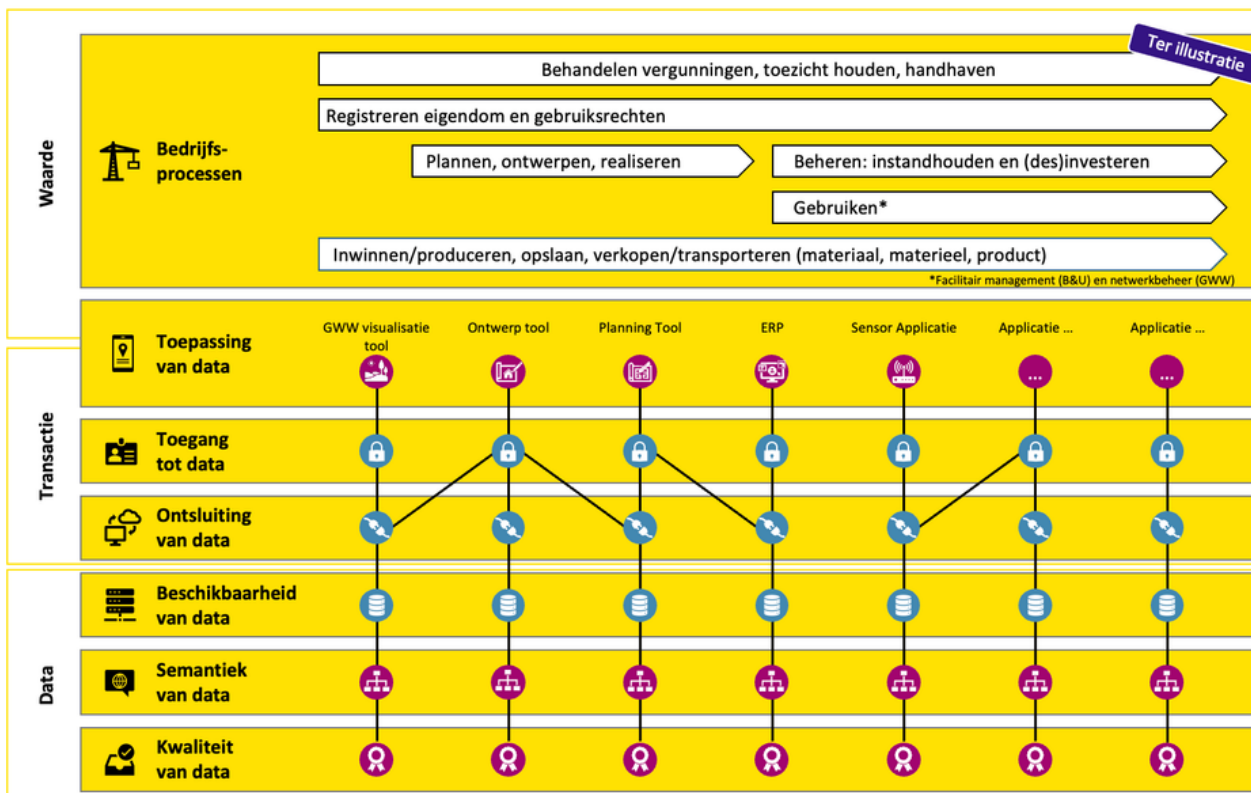 Ter illustratie
Waarde
Bedrijfs-
processen
Behandelen vergunningen, toezicht houden, handhaven
Registreren eigendom en gebruiksrechten
Plannen, ontwerpen, realiseren
Beheren: instandhouden en (des)investeren
Gebruiken*
Inwinnen/produceren, opslaan, verkopen/transporteren (materiaal, materieel, product)
*Facilitair management (B&U) en netwerkbeheer (GWW)
Toepassing
van data
GWW visualisatie
tool
Ontwerp tool
Planning Tool
ERP
Sensor Applicatie
Applicatie ...
Applicatie ...
...
...
Transactie
Toegang
tot data
Ontsluiting
van data
Data
Beschikbaarheid
van data
Semantiek
van data
Kwaliteit
van data